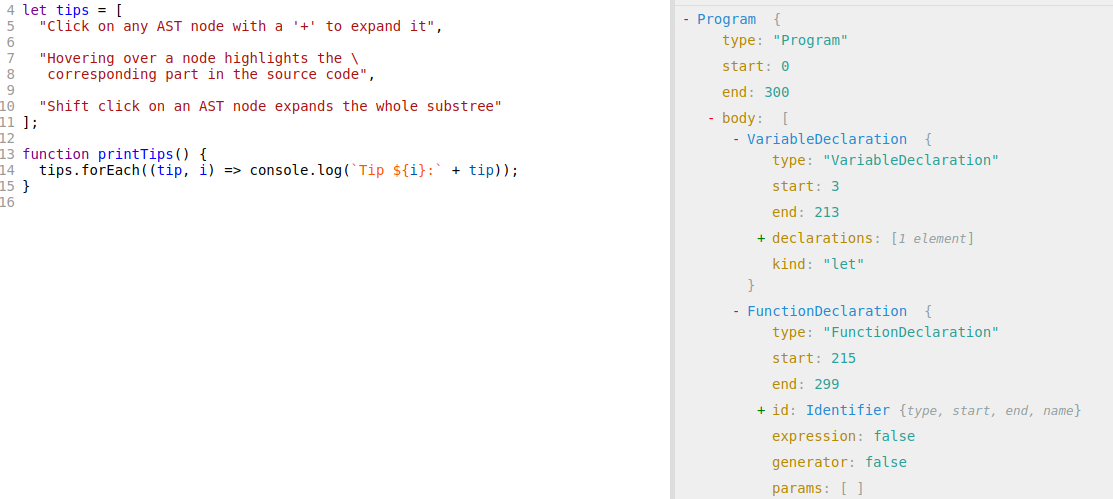 4 let tips = [
5   "Click on any AST node with a '+' to expand it",
6
7   "Hovering over a node highlights the \
8    corresponding part in the source code",
9
10   "Shift click on an AST node expands the whole substree"
11 ];
12
13 function printTips() {
14   tips.forEach((tip, i) => console.log(`Tip ${i}:` + tip));
15 }
16
- Program {
type: "Program"
start: 0
end: 300
- body: [
- VariableDeclaration {
type: "VariableDeclaration"
start: 3
end: 213
+ declarations: [1 element]
kind: "let"
}
- FunctionDeclaration {
type: "FunctionDeclaration"
start: 215
end: 299
+ id: Identifier {type, start, end, name}
expression: false
generator: false
params: [ ]